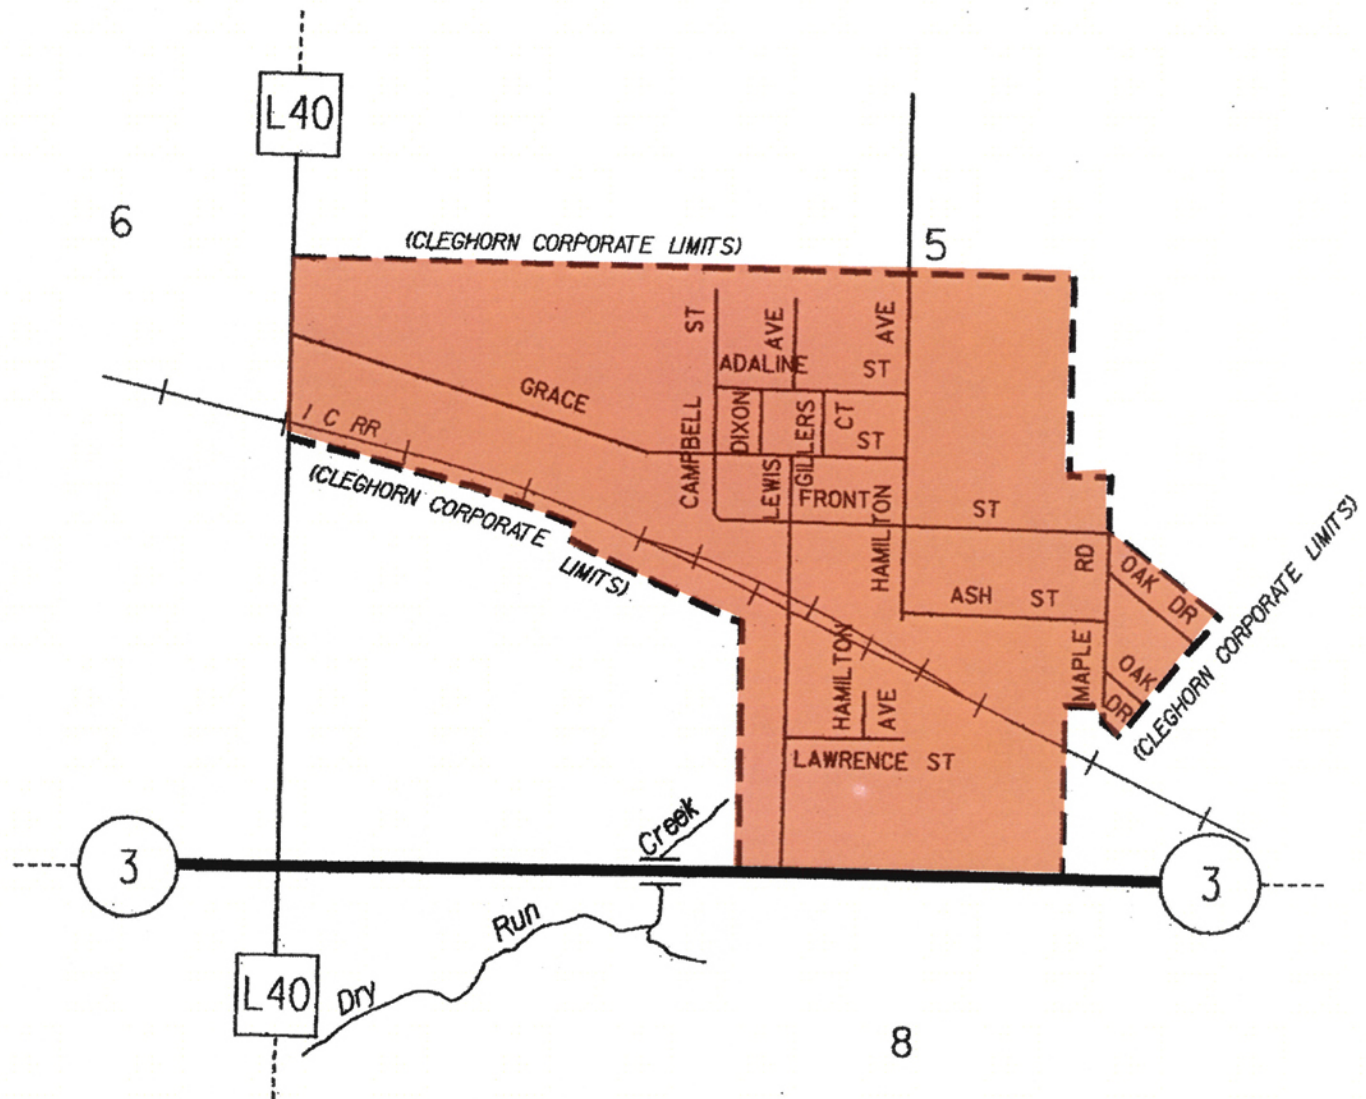 L40
6
(CLEGHORN CORPORATE LIMITS)
5
ST
AVE
AVE
ADALINE ST
GRACE ST
I C RR
CAMPBELL
DIXON
GILLERS
CT
(CLEGHORN CORPORATE LIMITS)
LEWIS
FRONT ST
HAMILTON
RD
OAK DR
ASH ST
(CLEGHORN CORPORATE LIMITS)
HAMILTON
AVE
MAPLE
OAK
DR
LAWRENCE ST
Creek
3
3
Run
Dry
L40
8